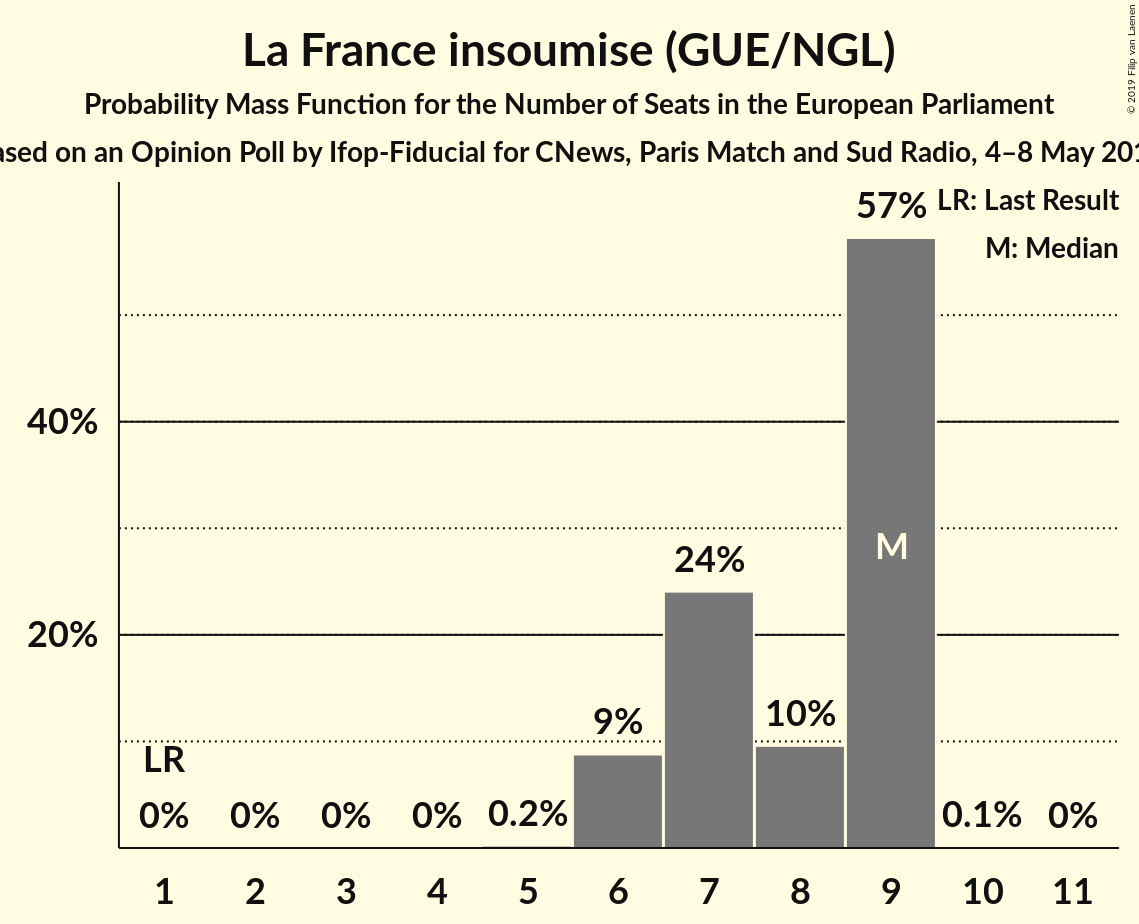 La France insoumise (GUE/NGL)
Probability Mass Function for the Number of Seats in the European Parliament
ased on an Opinion Poll by Ifop-Fiducial for CNews, Paris Match and Sud Radio, 4–8 May 201
© 2019 Filip van Laenen
LR: Last Result
M: Median
57%
40%
M
24%
20%
9%
10%
LR
0% 0% 0% 0% 0.2% 0.1% 0%
1 2 3 4 5 6 7 8 9 10 11